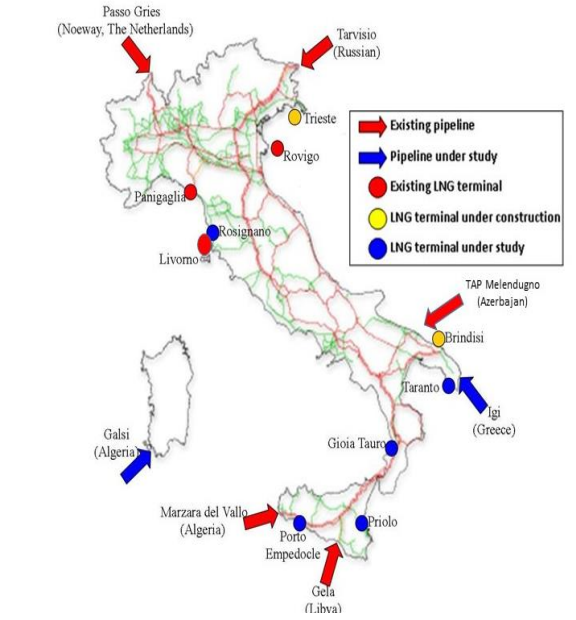 Passo Gries
(Noeway, The Netherlands)
Tarvisio
(Russian)
Trieste
Rovigo
Existing pipeline
Pipeline under study
Existing LNG terminal
LNG terminal under construction
LNG terminal under study
Panigaglia
Rosignano
Livorno
TAP Melendugno
(Azerbajan)
Brindisi
Taranto
Igi
(Greece)
Galsi
(Algeria)
Gioia Tauro
Marzara del Vallo
(Algeria)
Porto
Empedocle
Priolo
Gela
(Libya)